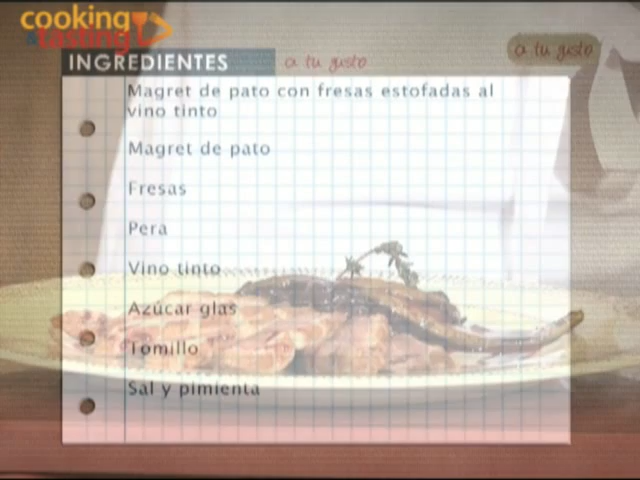 cooking
&tasting
a tu gusto
INGREDIENTES
a tu gusto
Magret de pato con fresas estofadas al
vino tinto
Magret de pato
Fresas
Pera
Vino tinto
Azúcar glas
Tomillo
Sal y pimienta